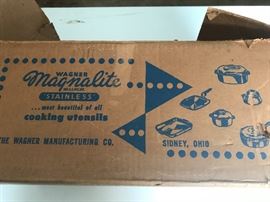 WAGNER
Magnalite
STAINLESS
...most beautiful of all
cooking utensils
THE WAGNER MANUFACTURING CO.
SIDNEY, OHIO